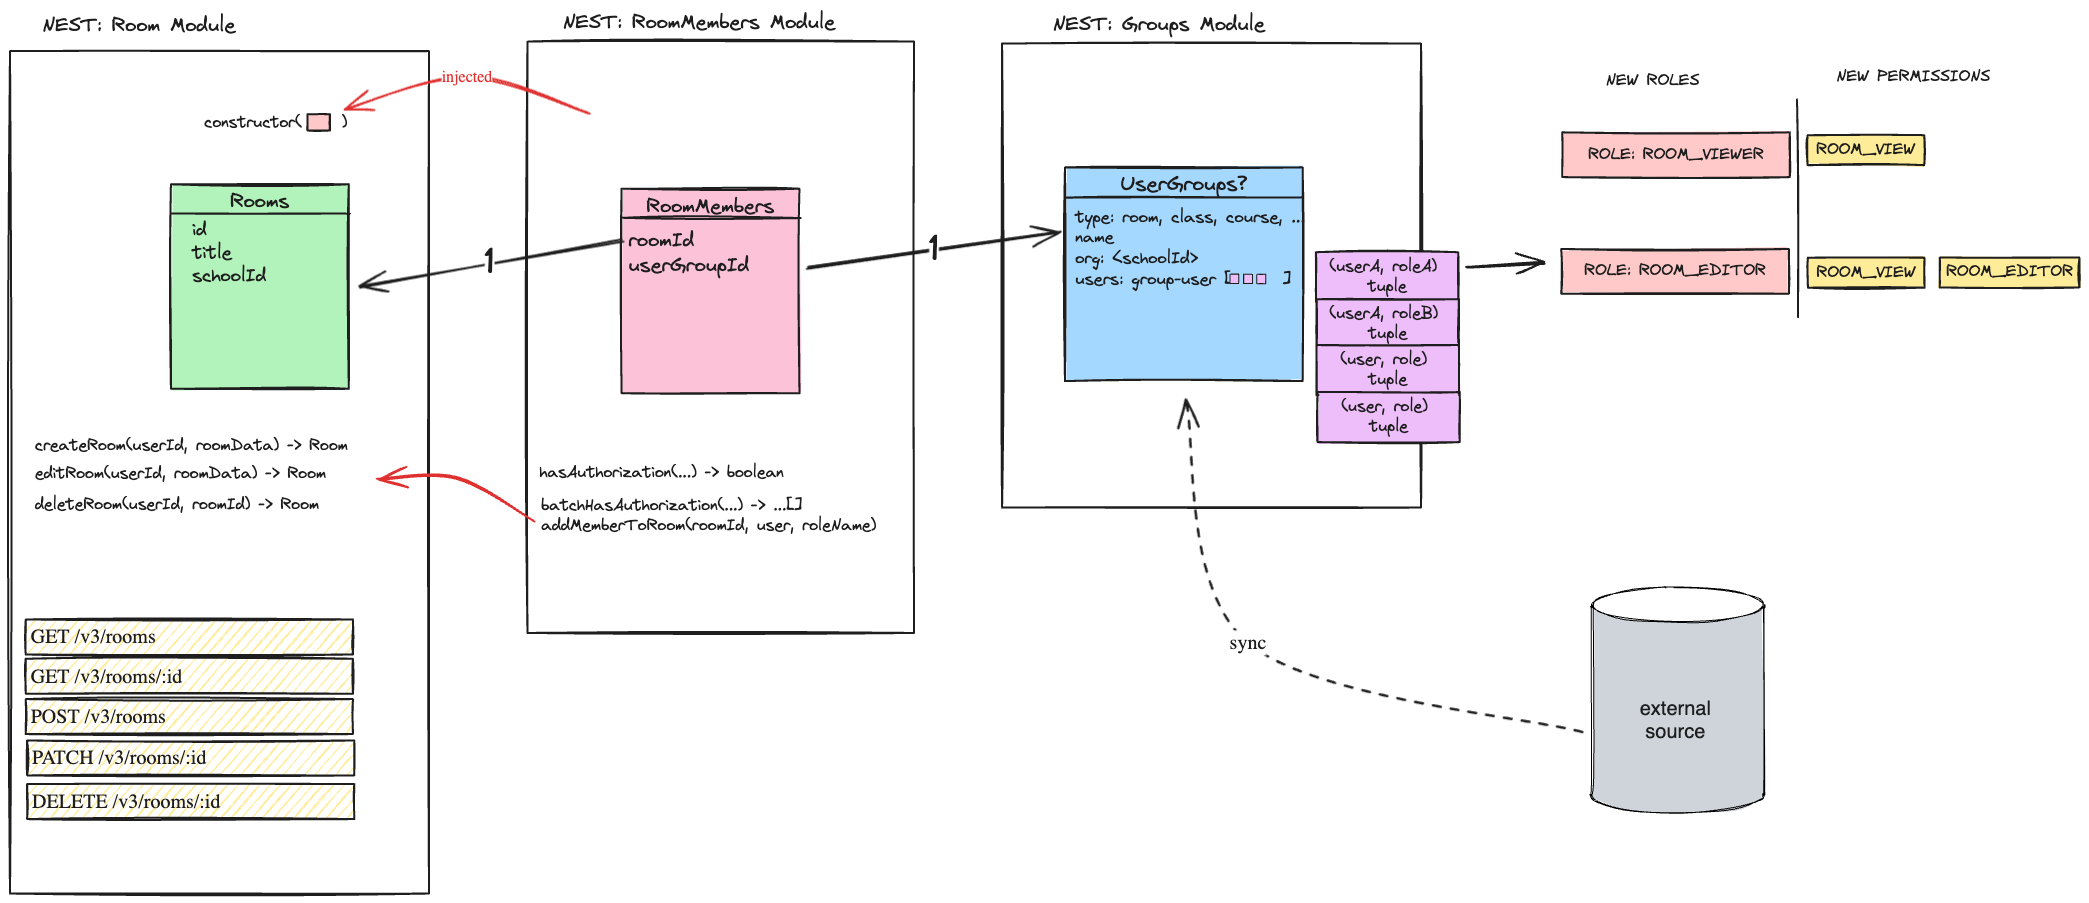 NEST: Room Module
injected
constructor( )
Rooms
id
title
schoolId
createRoom(userId, roomData) -> Room
editRoom(userId, roomData) -> Room
deleteRoom(userId, roomId) -> Room
GET /v3/rooms
GET /v3/rooms/:id
POST /v3/rooms
PATCH /v3/rooms/:id
DELETE /v3/rooms/:id
1
NEST: RoomMembers Module
RoomMembers
roomId
userGroupId
hasAuthorization(...) -> boolean
batchHasAuthorization(...) -> ...[]
addMemberToRoom(roomId, user, roleName)
1
NEST: Groups Module
UserGroups?
type: room, class, course, ..
name
org: <schoolId>
users: group-user [ ]
(userA, roleA)
tuple
(userA, roleB)
tuple
(user, role)
tuple
(user, role)
tuple
sync
external
source
NEW ROLES
NEW PERMISSIONS
ROLE: ROOM_VIEWER
ROOM_VIEW
ROLE: ROOM_EDITOR
ROOM_VIEW
ROOM_EDITOR